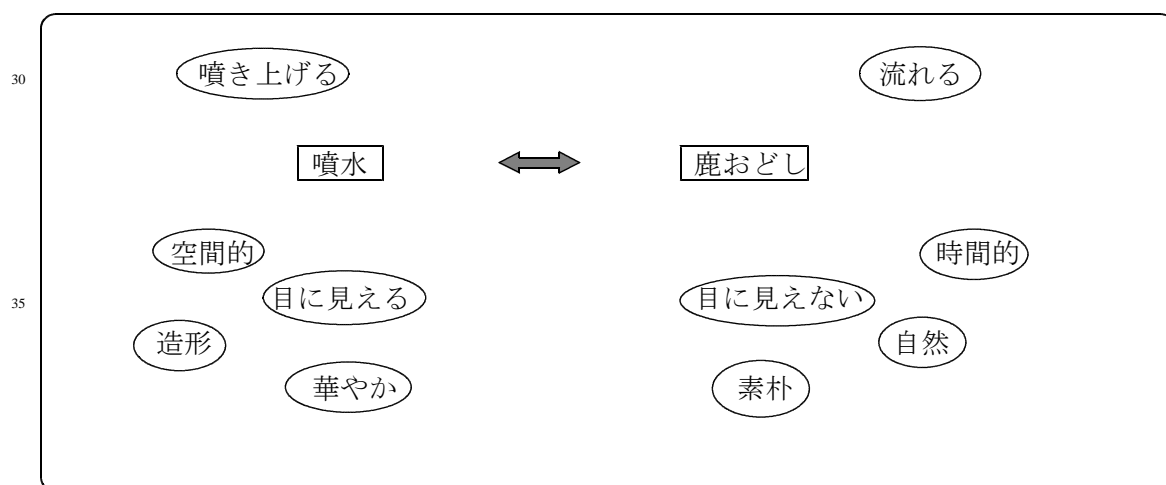 30
噴き上げる
流れる
噴水
鹿おどし
空間的
時間的
35
目に見える
目に見えない
造形
自然
華やか
素朴